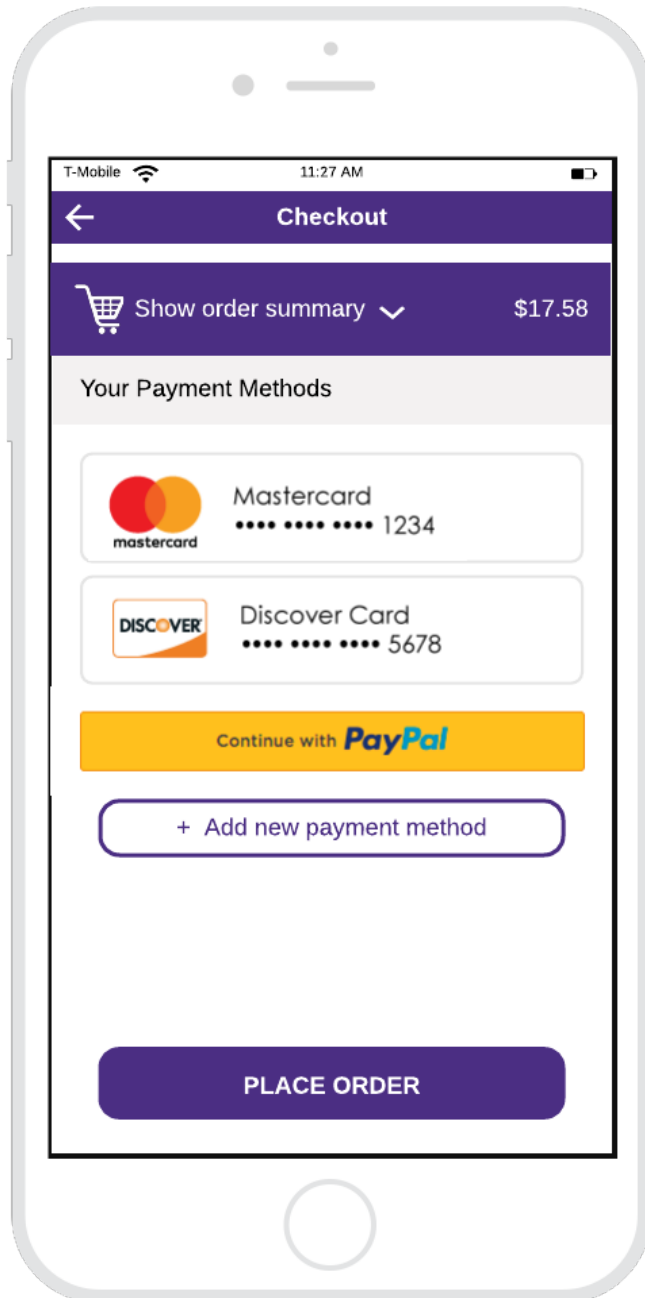 T-Mobile 11:27 AM
Checkout
Show order summary $17.58
Your Payment Methods
mastercard
Mastercard
•••• •••• •••• 1234
DISCOVER
Discover Card
•••• •••• •••• 5678
Continue with PayPal
+ Add new payment method
PLACE ORDER